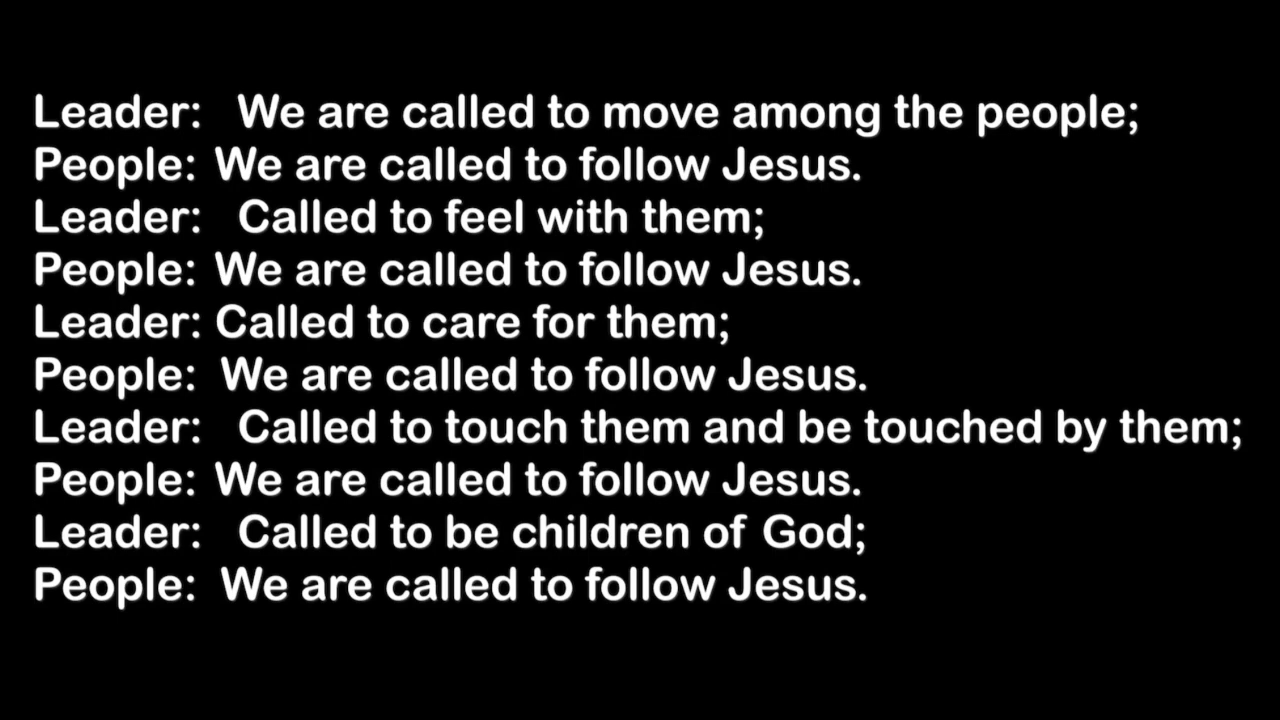 Leader: We are called to move among the people;
People: We are called to follow Jesus.
Leader: Called to feel with them;
People: We are called to follow Jesus.
Leader: Called to care for them;
People: We are called to follow Jesus.
Leader: Called to touch them and be touched by them;
People: We are called to follow Jesus.
Leader: Called to be children of God;
People: We are called to follow Jesus.